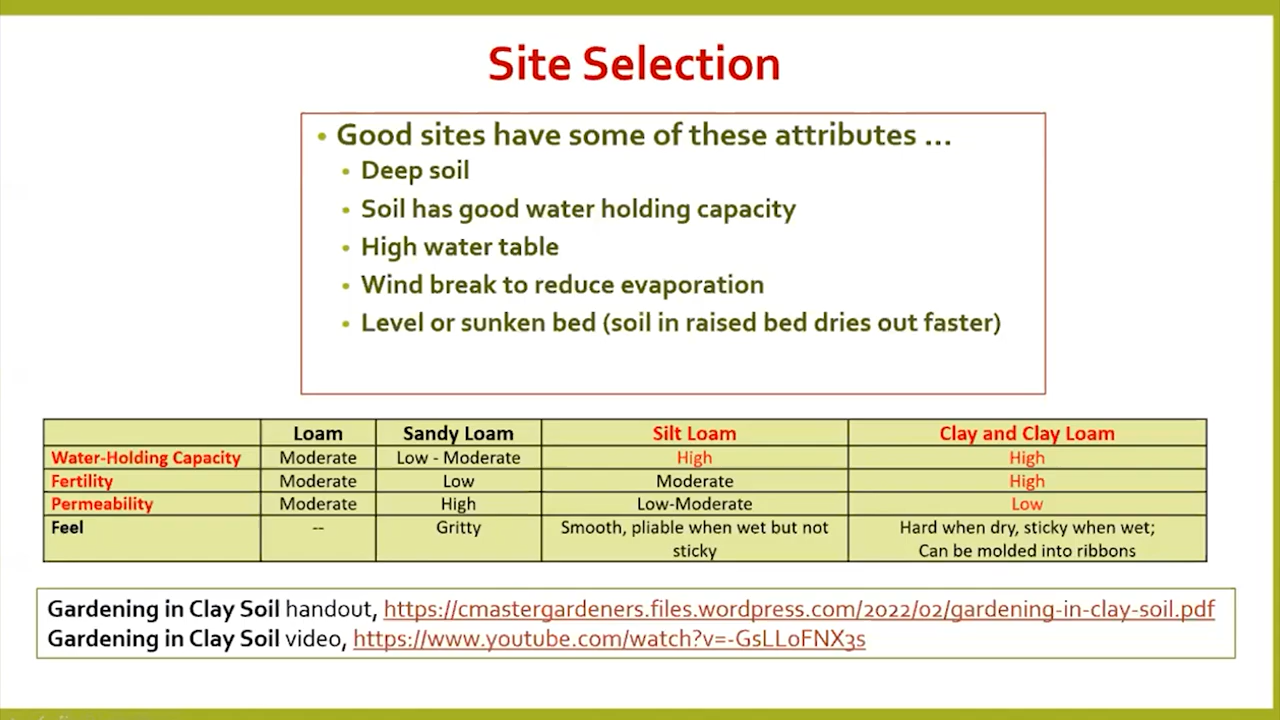 Site Selection
• Good sites have some of these attributes ...
• Deep soil
• Soil has good water holding capacity
• High water table
• Wind break to reduce evaporation
• Level or sunken bed (soil in raised bed dries out faster)
Loam Sandy Loam Silt Loam Clay and Clay Loam
Water-Holding Capacity Moderate Low - Moderate High High
Fertility Moderate Low Moderate High
Permeability Moderate High Low-Moderate Low
Feel -- Gritty Smooth, pliable when wet but not Hard when dry, sticky when wet;
sticky Can be molded into ribbons
Gardening in Clay Soil handout, https://cmastergardeners.files.wordpress.com/2022/02/gardening-in-clay-soil.pdf
Gardening in Clay Soil video, https://www.youtube.com/watch?v=-GsLLoFNX3s